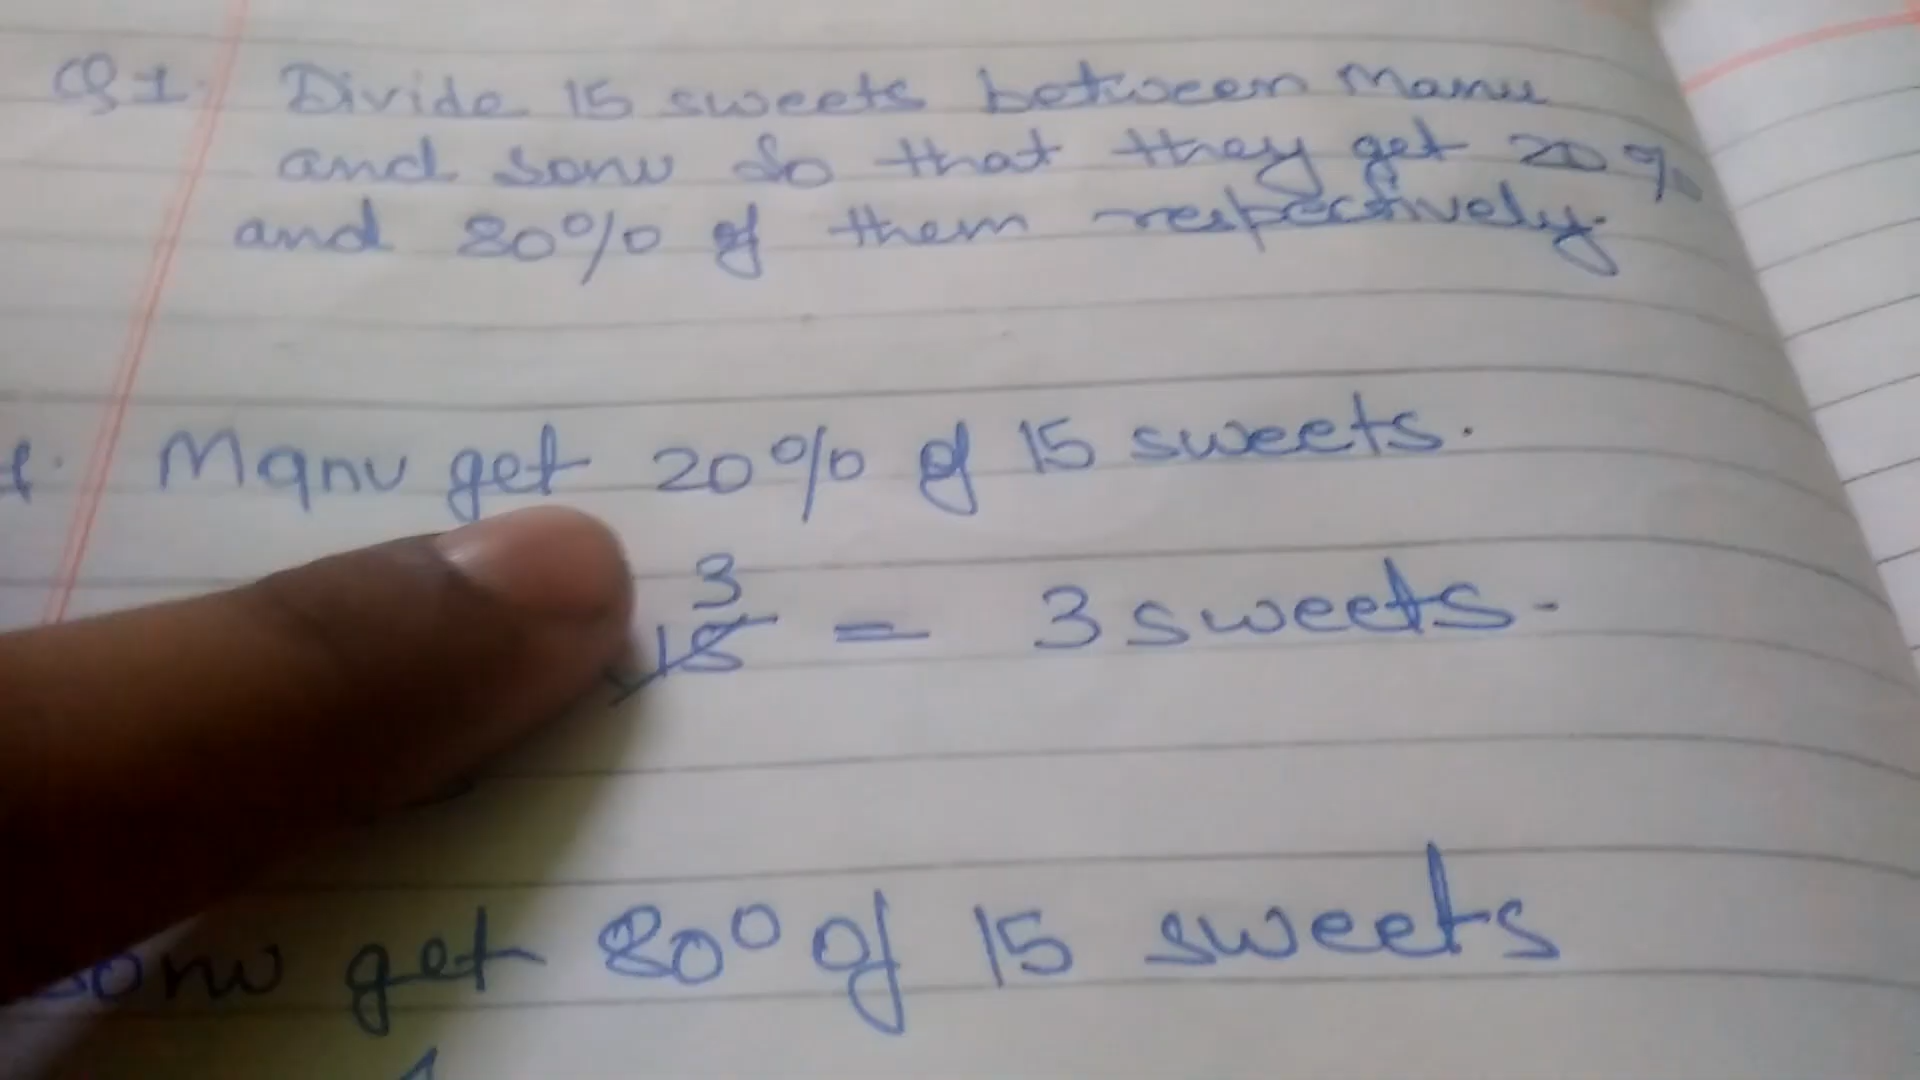 Q1. Divide 15 sweets between Manu
and sonu So that they get 20%
and 80% of them respectively.
Manu get 20% of 15 sweets.
3
15 = 3 sweets.
sonu get 80° of 15 sweets